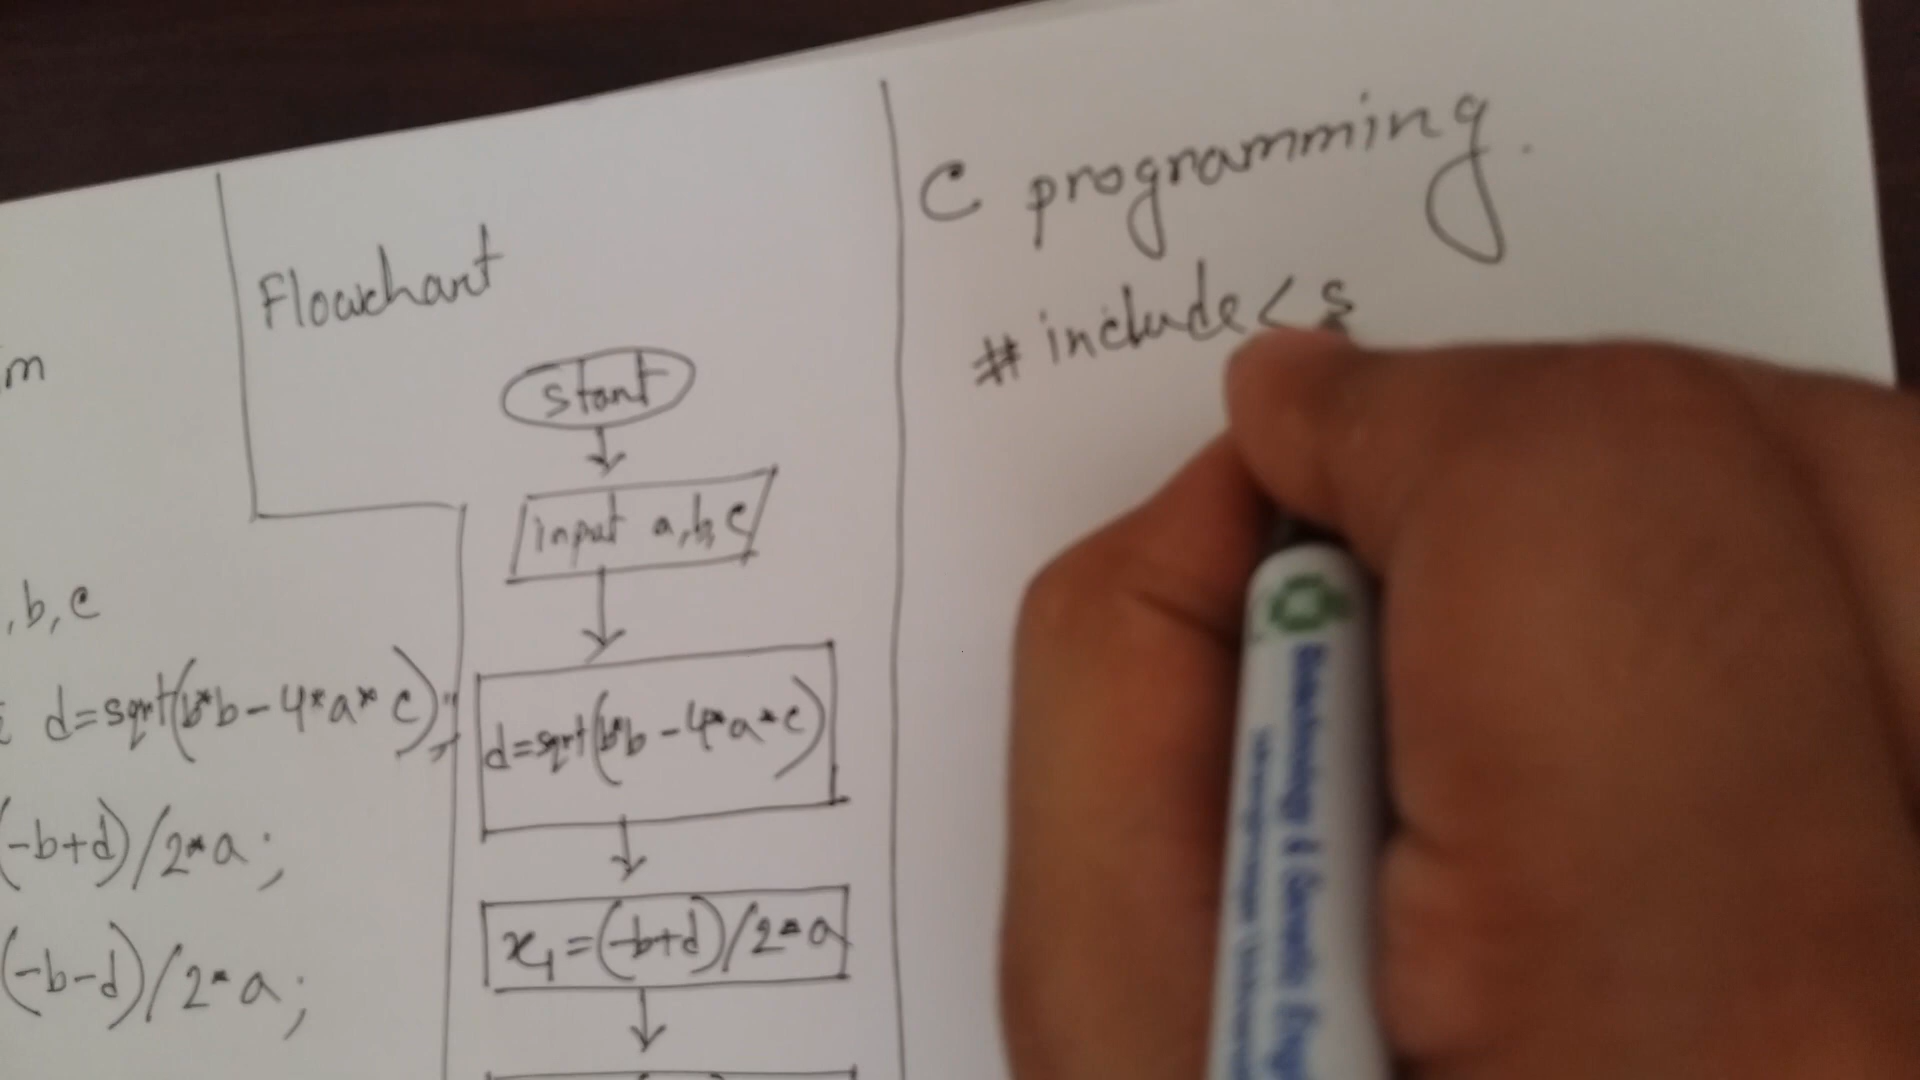 m
,b,c
d=sqrt(b*b-4*a*c);
(-b+d)/2*a;
(-b-d)/2*a;
Flowchart
start
input a,b,c
d=sqrt(b*b-4*a*c)
x1=(-b+d)/2*a
C programming.
#include<s